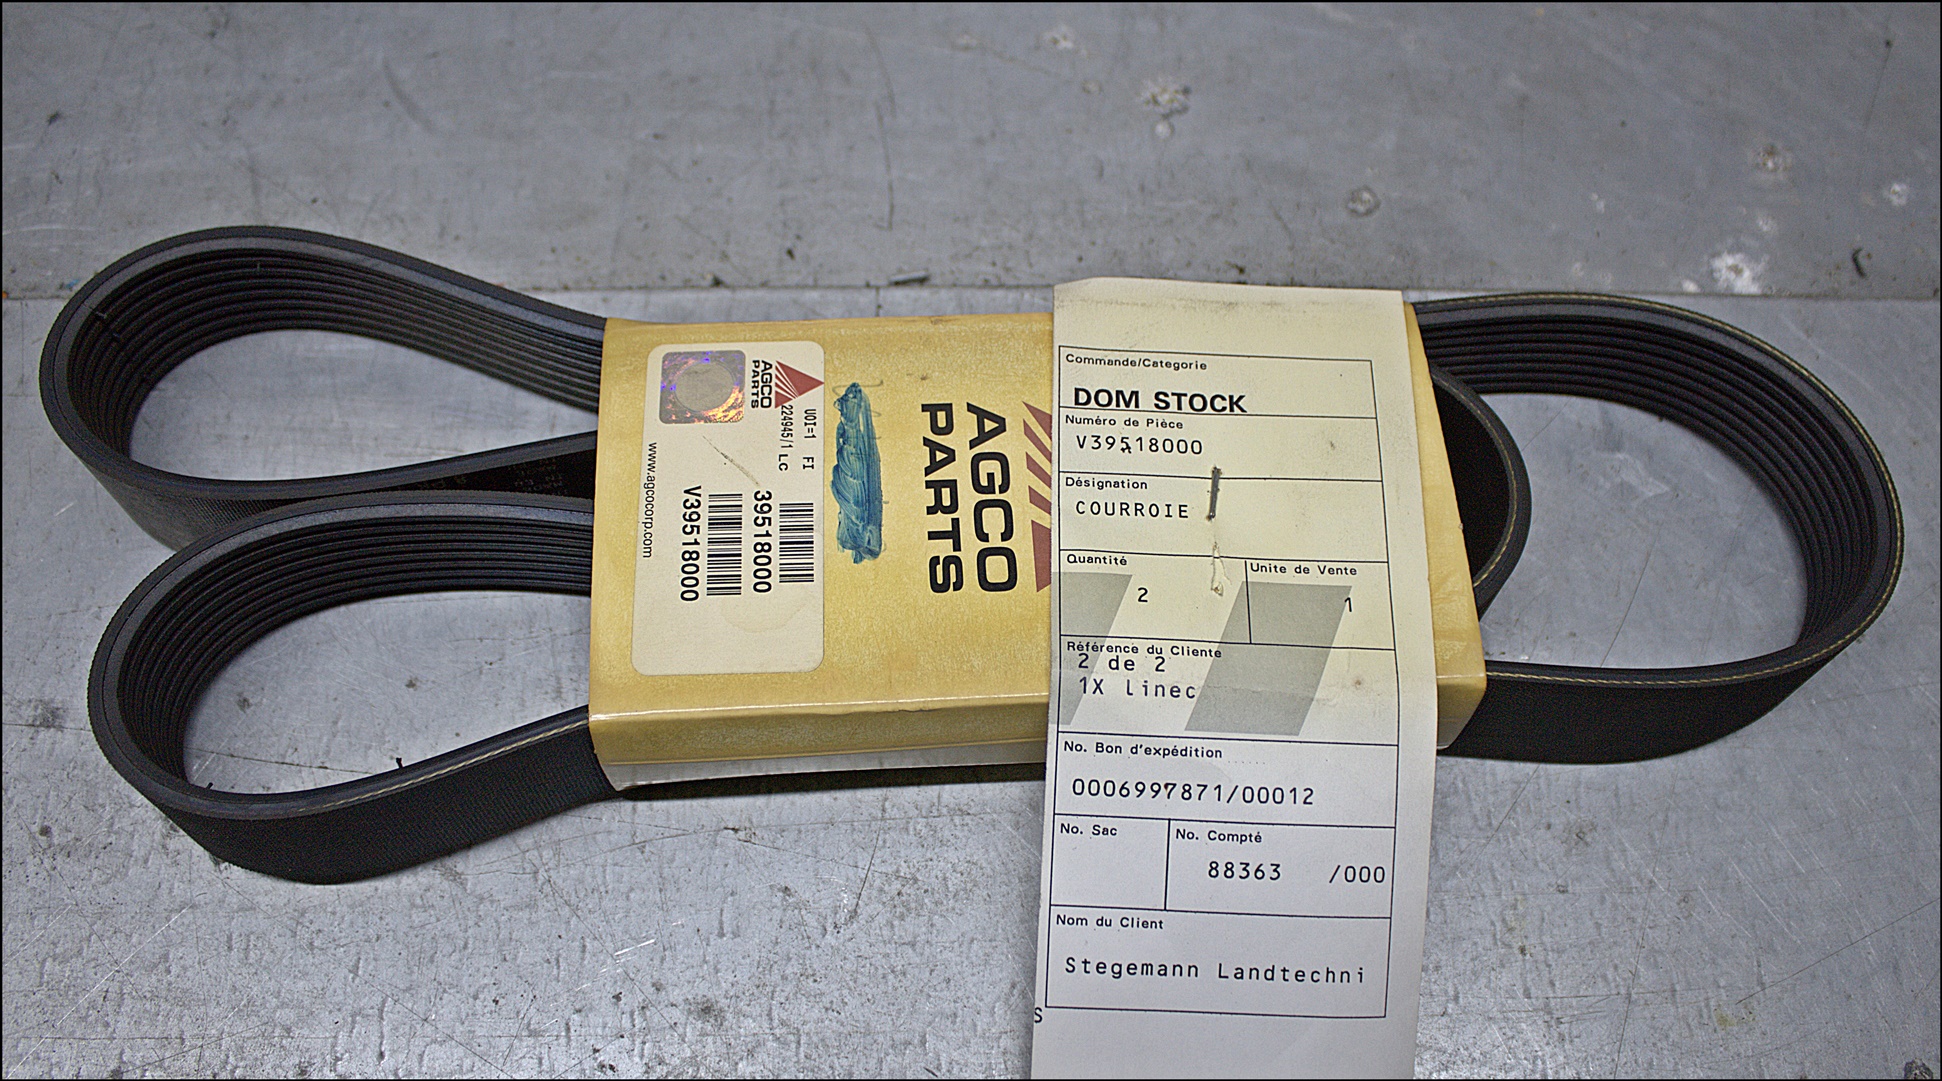 AGCO
PARTS
UOI=1 FI
224945/1 LC
39518000
V39518000
www.agcocorp.com
AGCO
PARTS
Commande/Categorie
DOM STOCK
Numéro de Pièce
V39518000
Désignation
COURROIE
Quantité
2
Unite de Vente
1
Référence du Cliente
2 de 2
1X linec
No. Bon d'expédition
0006997871/00012
No. Sac
No. Compté
88363 /000
Nom du Client
Stegemann Landtechni
S